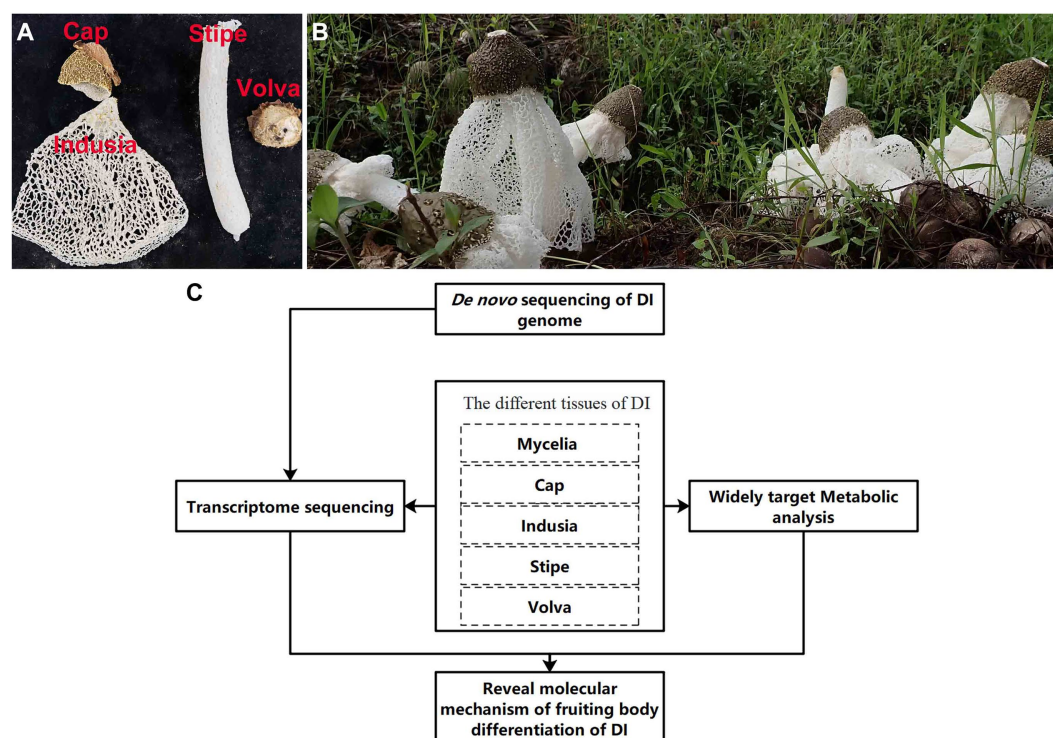 A
Cap
Stipe
Volva
Indusia
B
C
De novo sequencing of DI
genome
The different tissues of DI
Mycelia
Cap
Indusia
Stipe
Volva
Transcriptome sequencing
Widely target Metabolic
analysis
Reveal molecular
mechanism of fruiting body
differentiation of DI